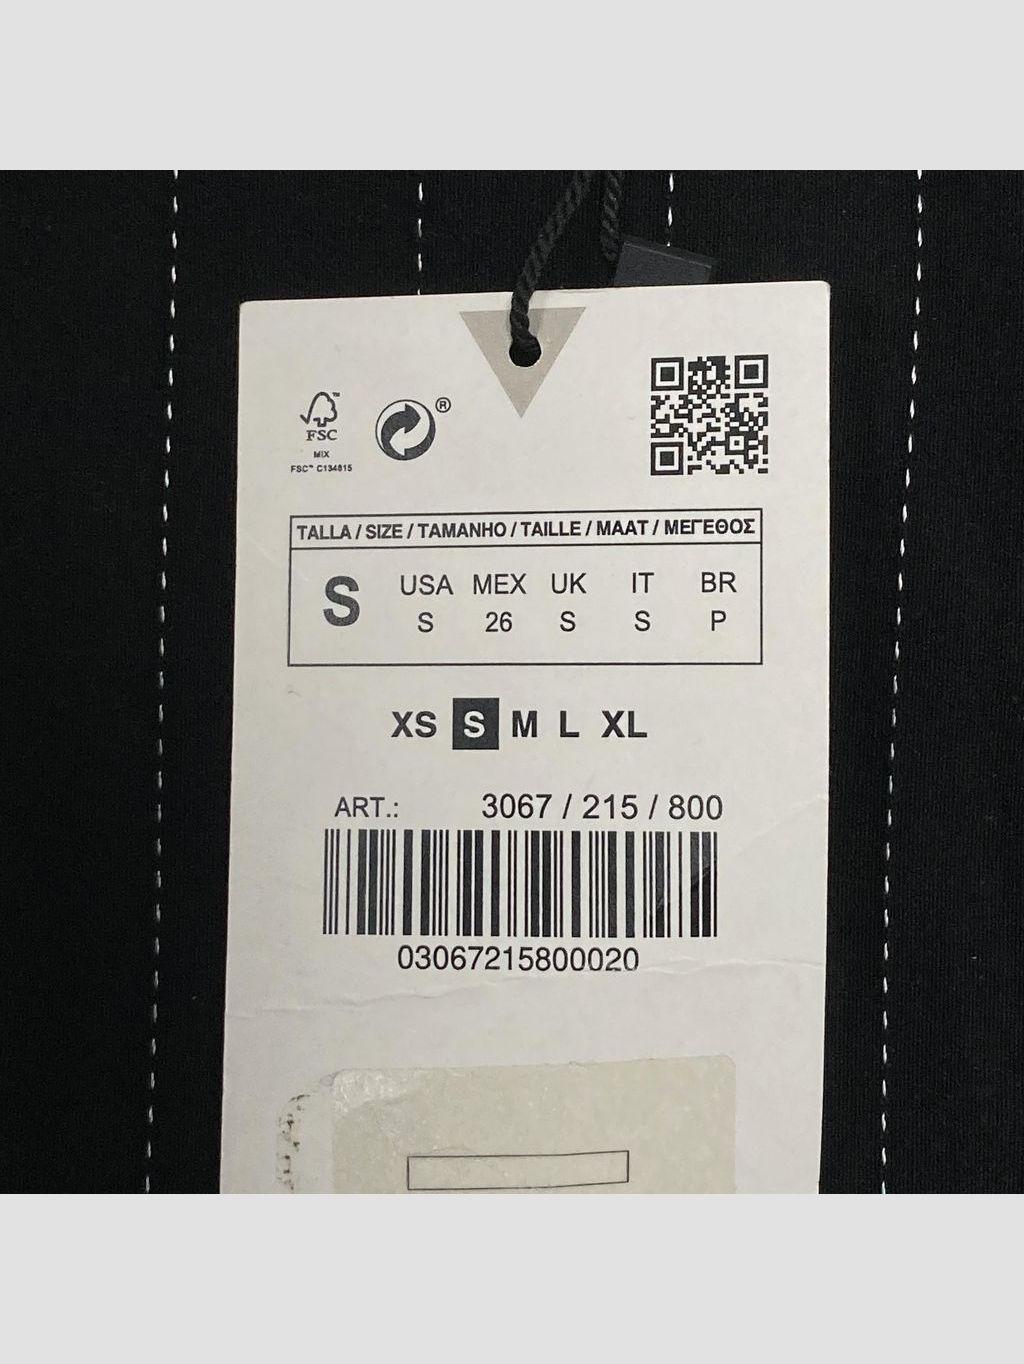 FSC™
MIX
FSC™ C134815
®
TALLA / SIZE / TAMANHO / TAILLE / MAAT / ΜΕΓΕΘΟΣ
S USA MEX UK IT BR
S 26 S S P
XS S M L XL
ART.: 3067 / 215 / 800
03067215800020